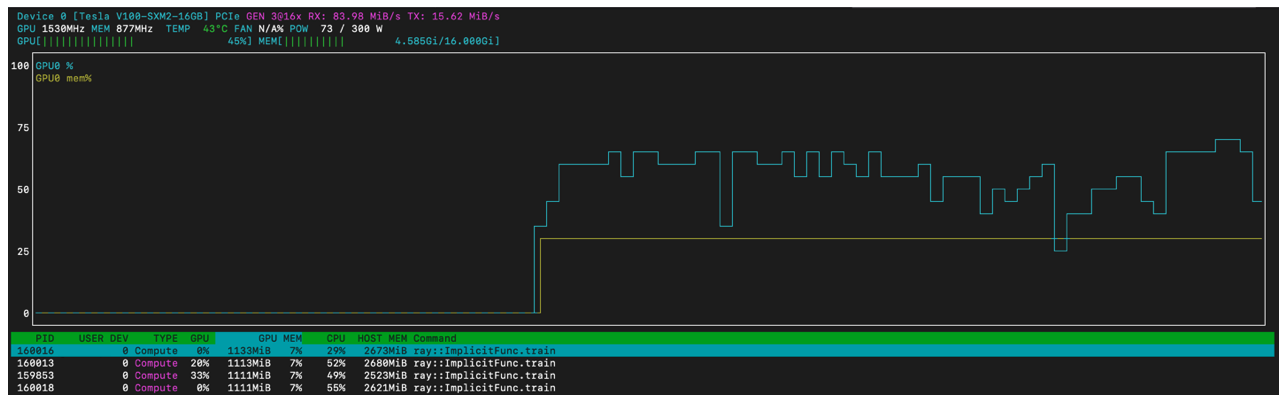 Device 0 [Tesla V100-SXM2-16GB] PCIe GEN 3@16x RX: 83.98 MiB/s TX: 15.62 MiB/s
GPU 1530MHz MEM 877MHz TEMP 43°C FAN N/A% POW 73 / 300 W
GPU[||||||||||||||| 45%] MEM[|||||||||| 4.585Gi/16.000Gi]
100 GPU0 %
GPU0 mem%
75
50
25
0
PID USER DEV TYPE GPU GPU MEM CPU HOST MEM Command
160016 0 Compute 0% 1133MiB 7% 29% 2673MiB ray::ImplicitFunc.train
160013 0 Compute 20% 1113MiB 7% 52% 2680MiB ray::ImplicitFunc.train
159853 0 Compute 33% 1111MiB 7% 49% 2523MiB ray::ImplicitFunc.train
160018 0 Compute 0% 1111MiB 7% 55% 2621MiB ray::ImplicitFunc.train